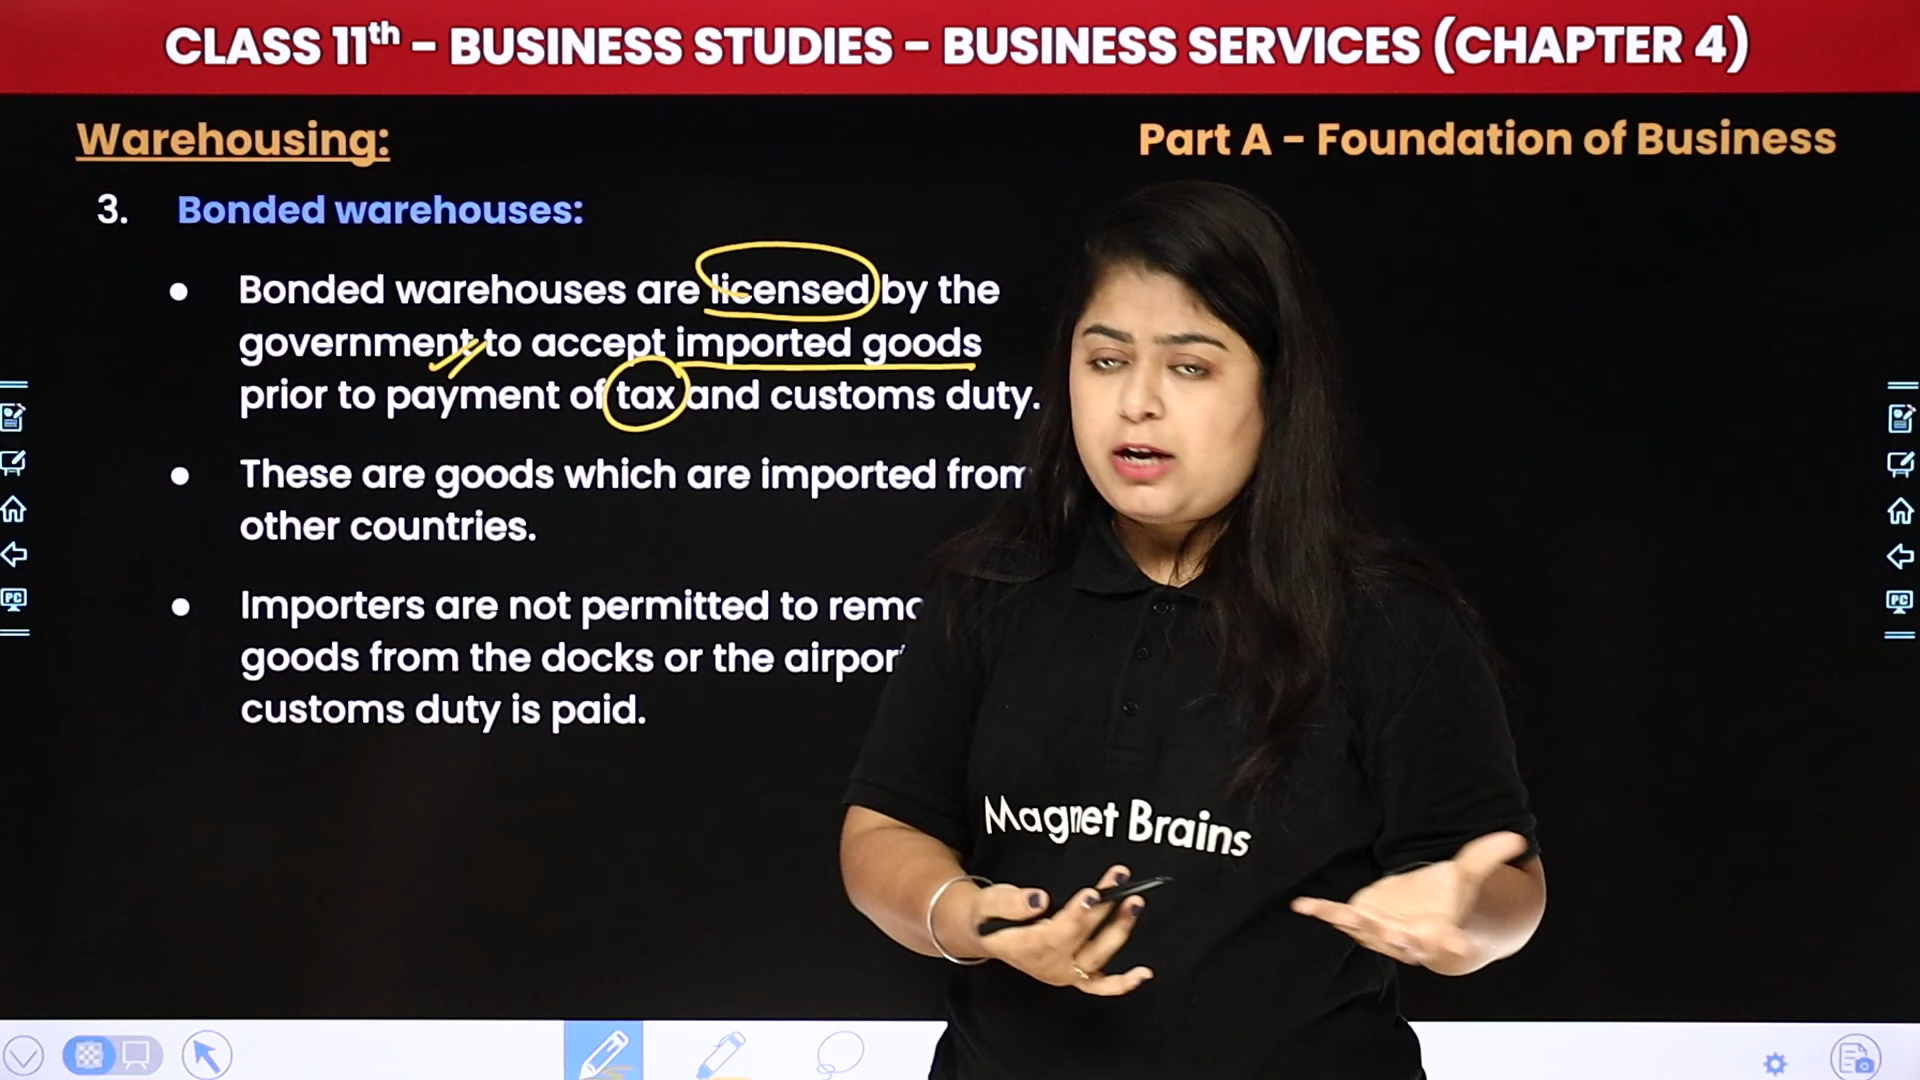 CLASS 11th - BUSINESS STUDIES - BUSINESS SERVICES (CHAPTER 4)
Warehousing:
Part A - Foundation of Business
3. Bonded warehouses:
• Bonded warehouses are licensed by the
government to accept imported goods
prior to payment of tax and customs duty.
• These are goods which are imported from
other countries.
• Importers are not permitted to
goods from the docks or the
customs duty is paid.
Magnet Brains
PC
PC